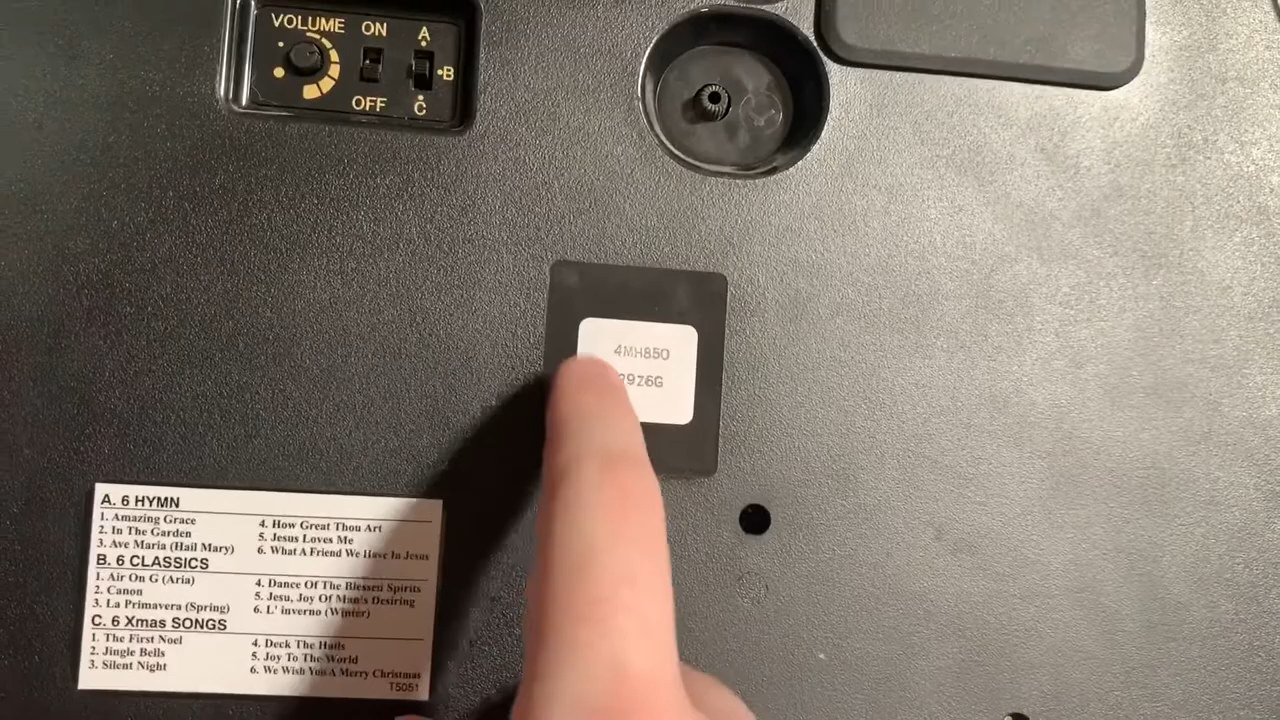 VOLUME ON A
B
OFF C
4MH850
9Z6G
A. 6 HYMN
1. Amazing Grace
2. In The Garden
3. Ave Maria (Hail Mary)
4. How Great Thou Art
5. Jesus Loves Me
6. What A Friend We Have In Jesus
B. 6 CLASSICS
1. Air On G (Aria)
2. Canon
3. La Primavera (Spring)
4. Dance Of The Blessed Spirits
5. Jesu, Joy Of Man's Desiring
6. L' inverno (Winter)
C. 6 Xmas SONGS
1. The First Noel
2. Jingle Bells
3. Silent Night
4. Deck The Halls
5. Joy To The World
6. We Wish You A Merry Christmas
T5051